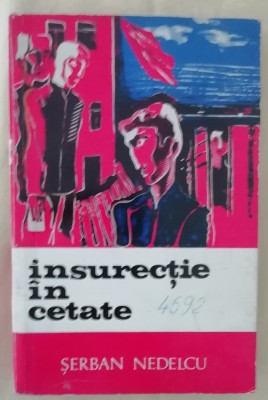 insurecție
în
cetate
4592
ȘERBAN NEDELCU